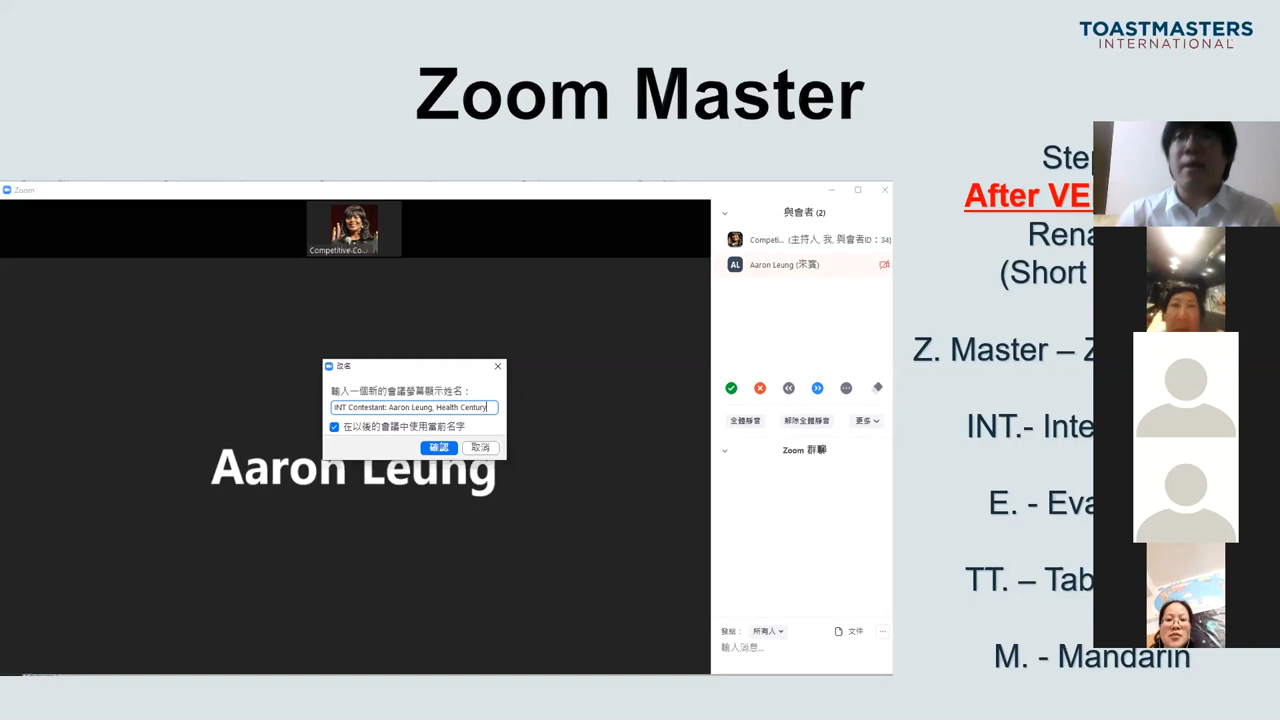 TOASTMASTERS
INTERNATIONAL
Zoom Master
Zoom
Competitive Co...
與會者 (2)
Competi... (主持人, 我, 與會者ID：34)
AL Aaron Leung (來賓)
改名
輸入一個新的會議螢幕顯示姓名：
INT Contestant: Aaron Leung, Health Century
在以後的會議中使用當前名字
確認 取消
Aaron Leung
全體靜音 解除全體靜音 更多
Zoom 群聊
發給： 所有人 文件
輸入消息...
After VE
(Short
Z. Master –
INT.- Inte
E. - Eva
TT. – Tab
M. - Mandarin